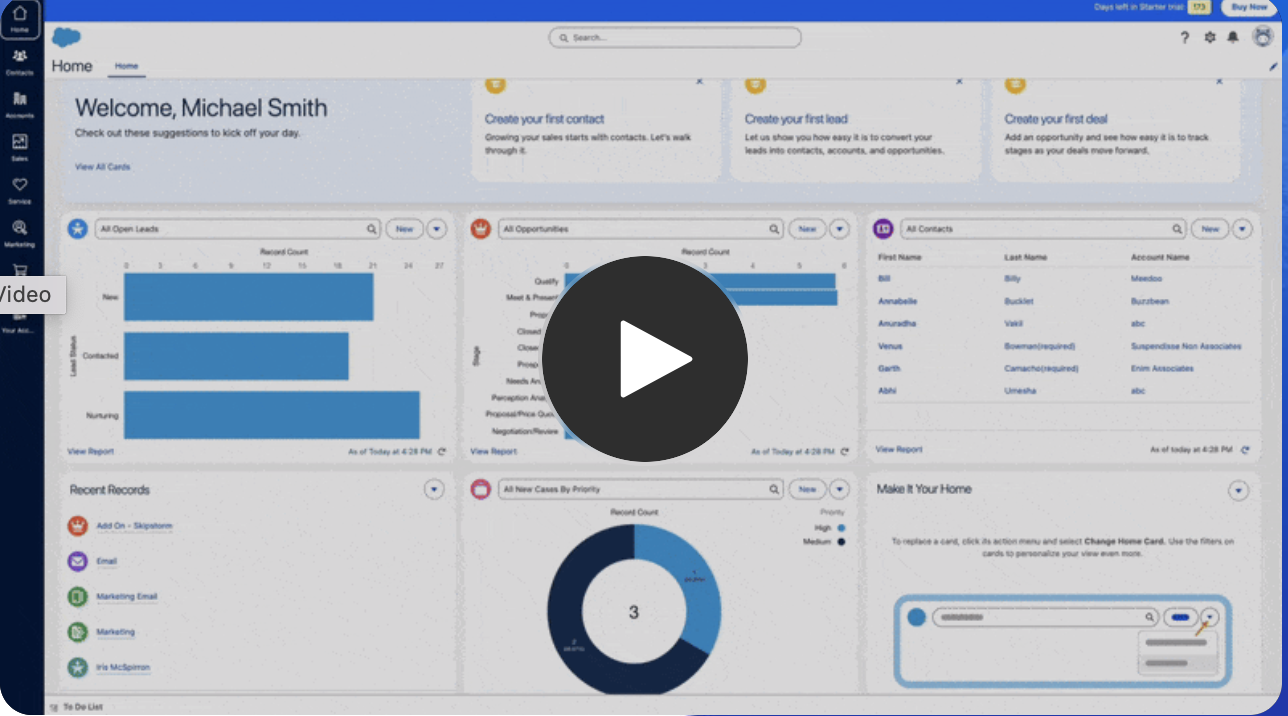 Days left in Starter trial: 173 Buy Now
Home
Search...
Contacts
Home Home
Accounts
Welcome, Michael Smith
Check out these suggestions to kick off your day.
View All Cards
Create your first contact
Growing your sales starts with contacts. Let's walk
through it.
Create your first lead
Let us show you how easy it is to convert your
leads into contacts, accounts, and opportunities.
Create your first deal
Add an opportunity and see how easy it is to track
stages as your deals move forward.
Sales
Service
Marketing
Video
Your Acc...
All Open Leads New
Record Count
0 3 6 9 12 15 18 21 24 27
Lead Status
New
Contacted
Nurturing
View Report As of Today at 4:28 PM
All Opportunities New
Record Count
0 3 4 5 6
Stage
Qualify
Meet & Present
Propo
Closed
Close
Prosp
Needs An
Perception Ana
Proposal/Price Quo
Negotiation/Review
View Report As of Today at 4:28 PM
All Contacts New
First Name Last Name Account Name
Bill Billy Meedoo
Annabelle Bucklet Buzzbean
Anuradha Vakil abc
Venus Bowman(required) Suspendisse Non Associates
Garth Camacho(required) Enim Associates
Abhi Umesha abc
View Report As of Today at 4:28 PM
Recent Records
Add On - Skipstorm
Email
Marketing Email
Marketing
Iris McSpirron
All New Cases By Priority New
Record Count
Priority
High
Medium
3
2
Make It Your Home
To replace a card, click its action menu and select Change Home Card. Use the filters on
cards to personalize your view even more.
To Do List